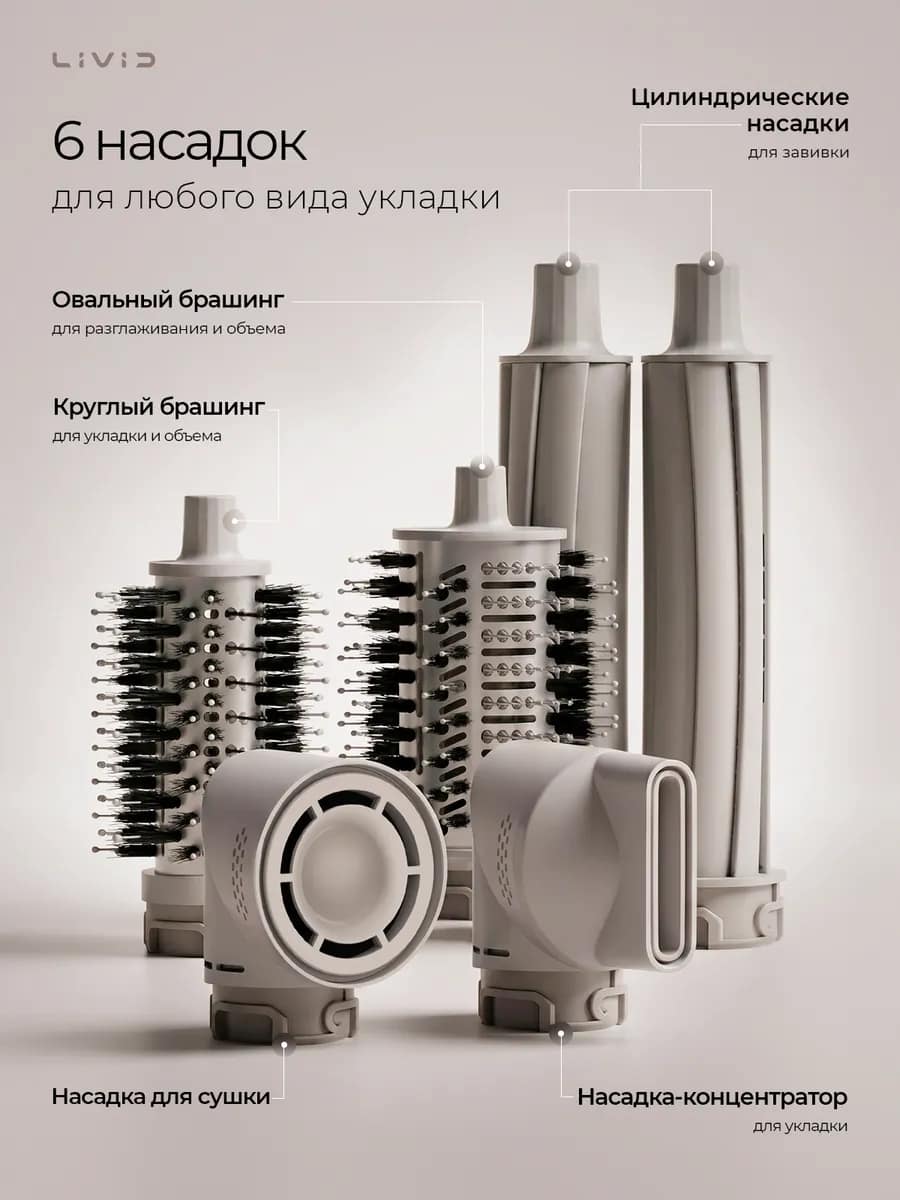 LIVID
6 насадок
для любого вида укладки
Цилиндрические
насадки
для завивки
Овальный брашинг
для разглаживания и объема
Круглый брашинг
для укладки и объема
Насадка для сушки
Насадка-концентратор
для укладки